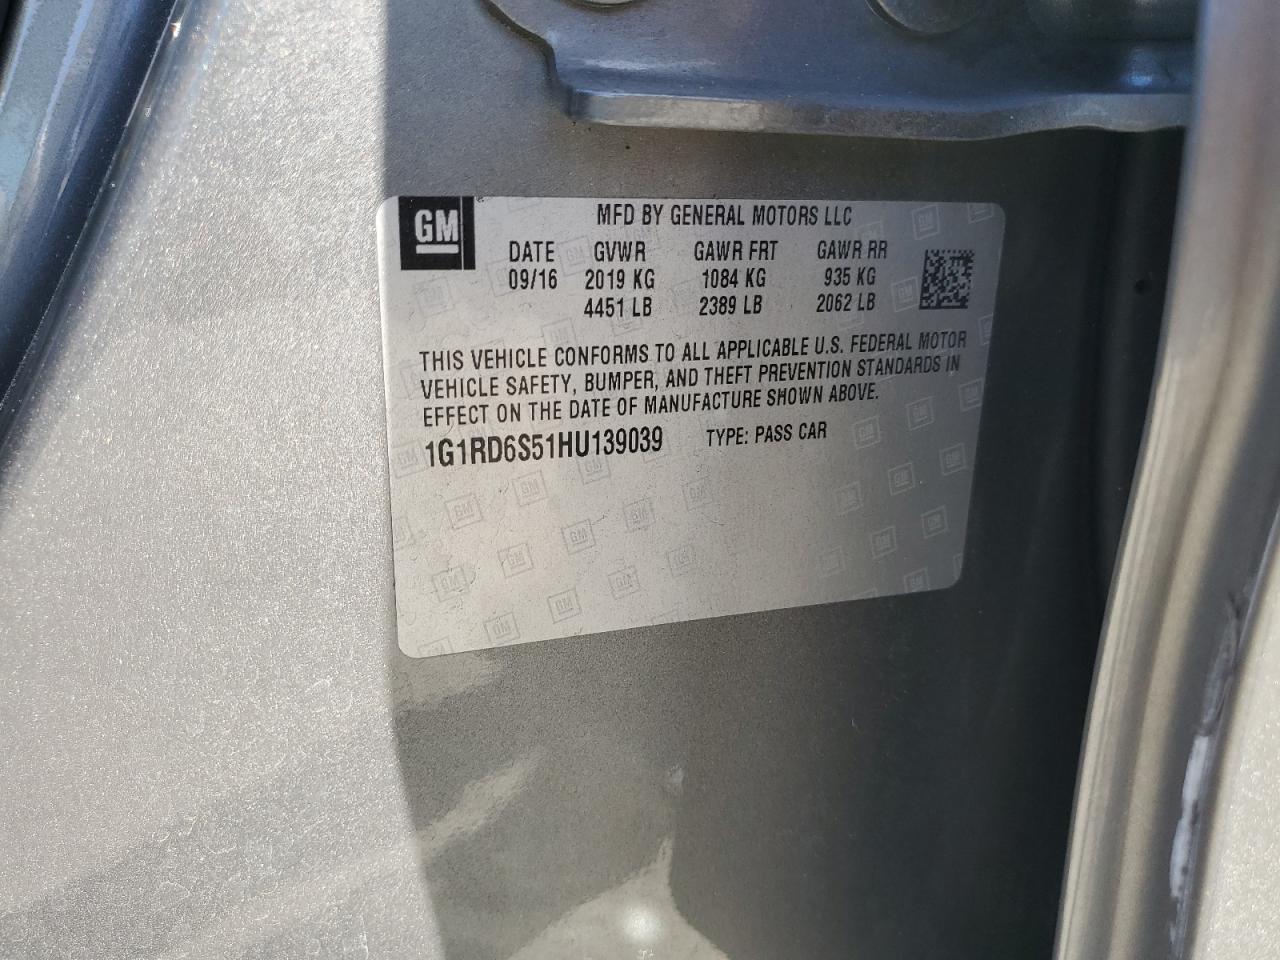 GM
MFD BY GENERAL MOTORS LLC
DATE GVWR GAWR FRT GAWR RR
09/16 2019 KG 1084 KG 935 KG
4451 LB 2389 LB 2062 LB
THIS VEHICLE CONFORMS TO ALL APPLICABLE U.S. FEDERAL MOTOR
VEHICLE SAFETY, BUMPER, AND THEFT PREVENTION STANDARDS IN
EFFECT ON THE DATE OF MANUFACTURE SHOWN ABOVE.
1G1RD6S51HU139039 TYPE: PASS CAR